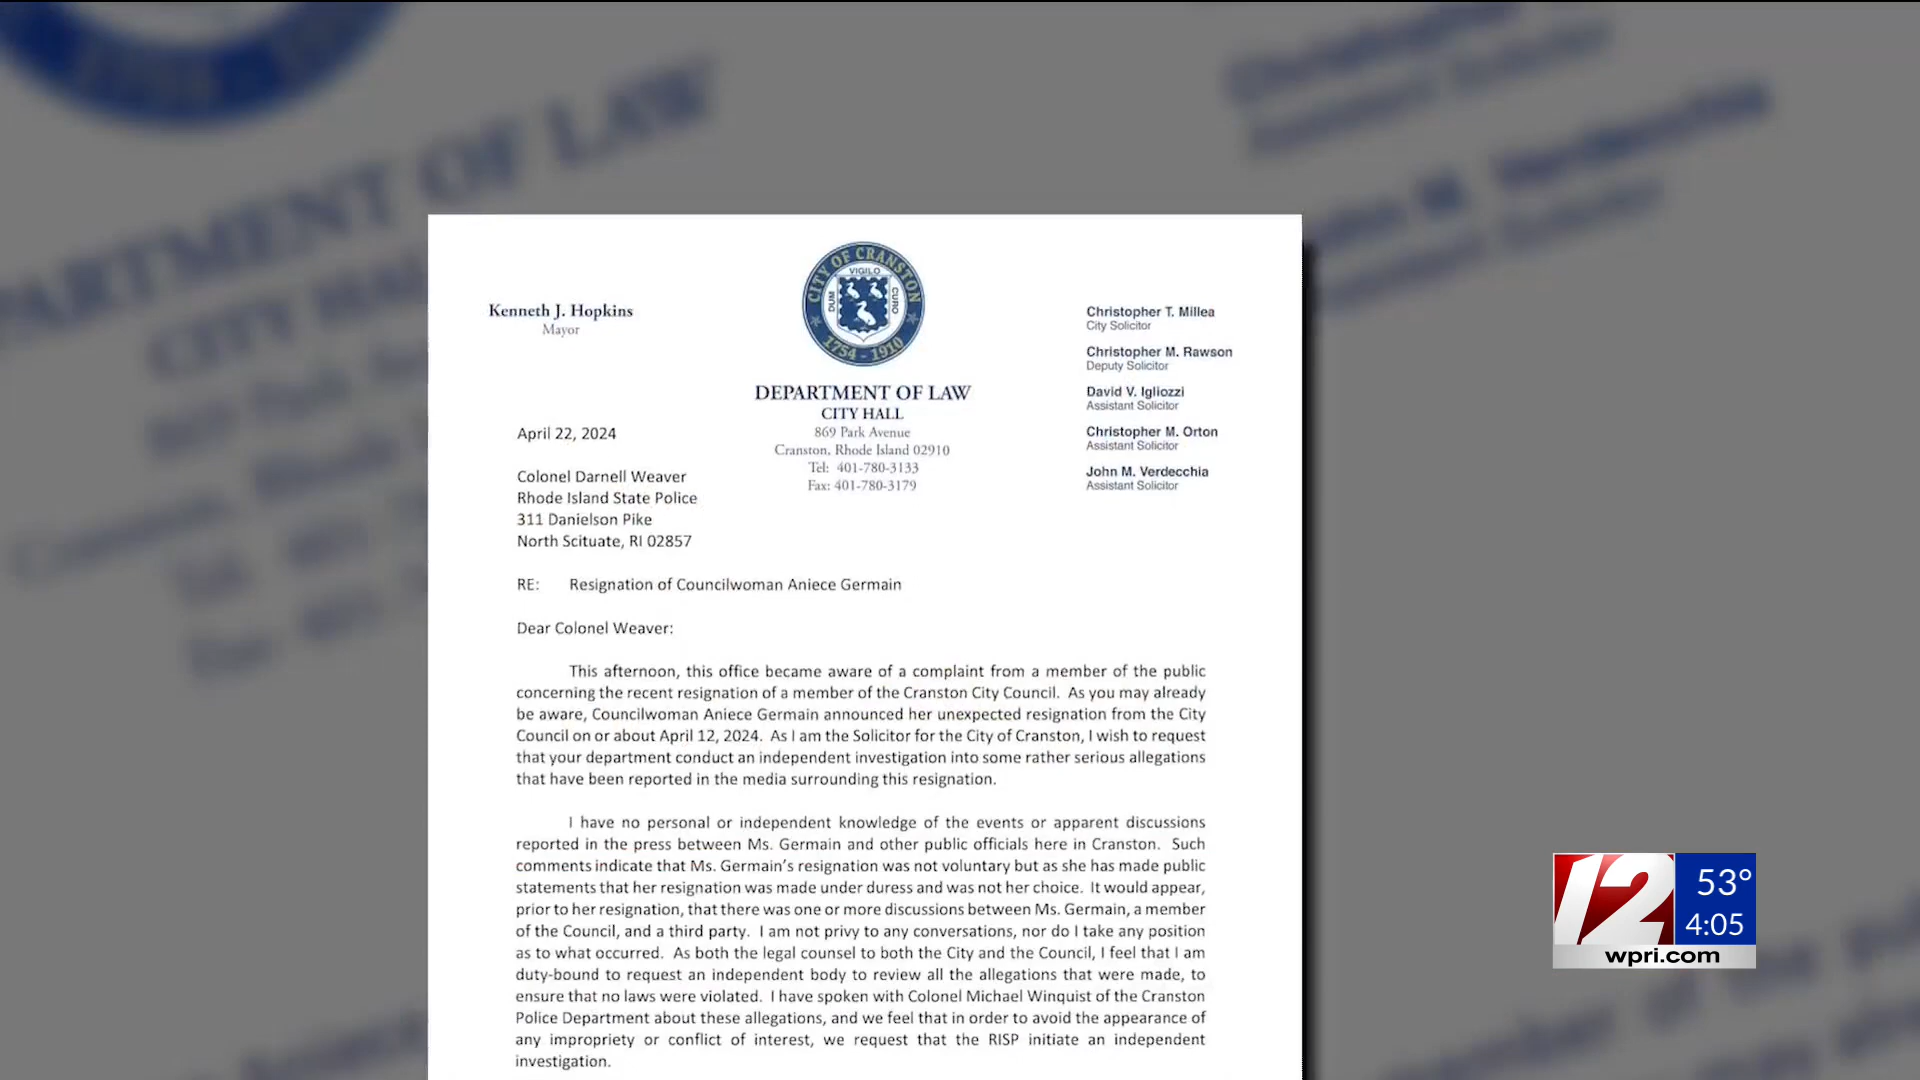 Kenneth J. Hopkins
Mayor
CITY OF CRANSTON
VIGILO
DUM
CURO
1754 - 1910
DEPARTMENT OF LAW
CITY HALL
869 Park Avenue
Cranston, Rhode Island 02910
Tel: 401-780-3133
Fax: 401-780-3179
Christopher T. Millea
City Solicitor
Christopher M. Rawson
Deputy Solicitor
David V. Igliozzi
Assistant Solicitor
Christopher M. Orton
Assistant Solicitor
John M. Verdecchia
Assistant Solicitor
April 22, 2024
Colonel Darnell Weaver
Rhode Island State Police
311 Danielson Pike
North Scituate, RI 02857
RE: Resignation of Councilwoman Aniece Germain
Dear Colonel Weaver:
This afternoon, this office became aware of a complaint from a member of the public
concerning the recent resignation of a member of the Cranston City Council. As you may already
be aware, Councilwoman Aniece Germain announced her unexpected resignation from the City
Council on or about April 12, 2024. As I am the Solicitor for the City of Cranston, I wish to request
that your department conduct an independent investigation into some rather serious allegations
that have been reported in the media surrounding this resignation.
I have no personal or independent knowledge of the events or apparent discussions
reported in the press between Ms. Germain and other public officials here in Cranston. Such
comments indicate that Ms. Germain's resignation was not voluntary but as she has made public
statements that her resignation was made under duress and was not her choice. It would appear,
prior to her resignation, that there was one or more discussions between Ms. Germain, a member
of the Council, and a third party. I am not privy to any conversations, nor do I take any position
as to what occurred. As both the legal counsel to both the City and the Council, I feel that I am
duty-bound to request an independent body to review all the allegations that were made, to
ensure that no laws were violated. I have spoken with Colonel Michael Winquist of the Cranston
Police Department about these allegations, and we feel that in order to avoid the appearance of
any impropriety or conflict of interest, we request that the RISP initiate an independent
investigation.
12
53°
4:05
wpri.com